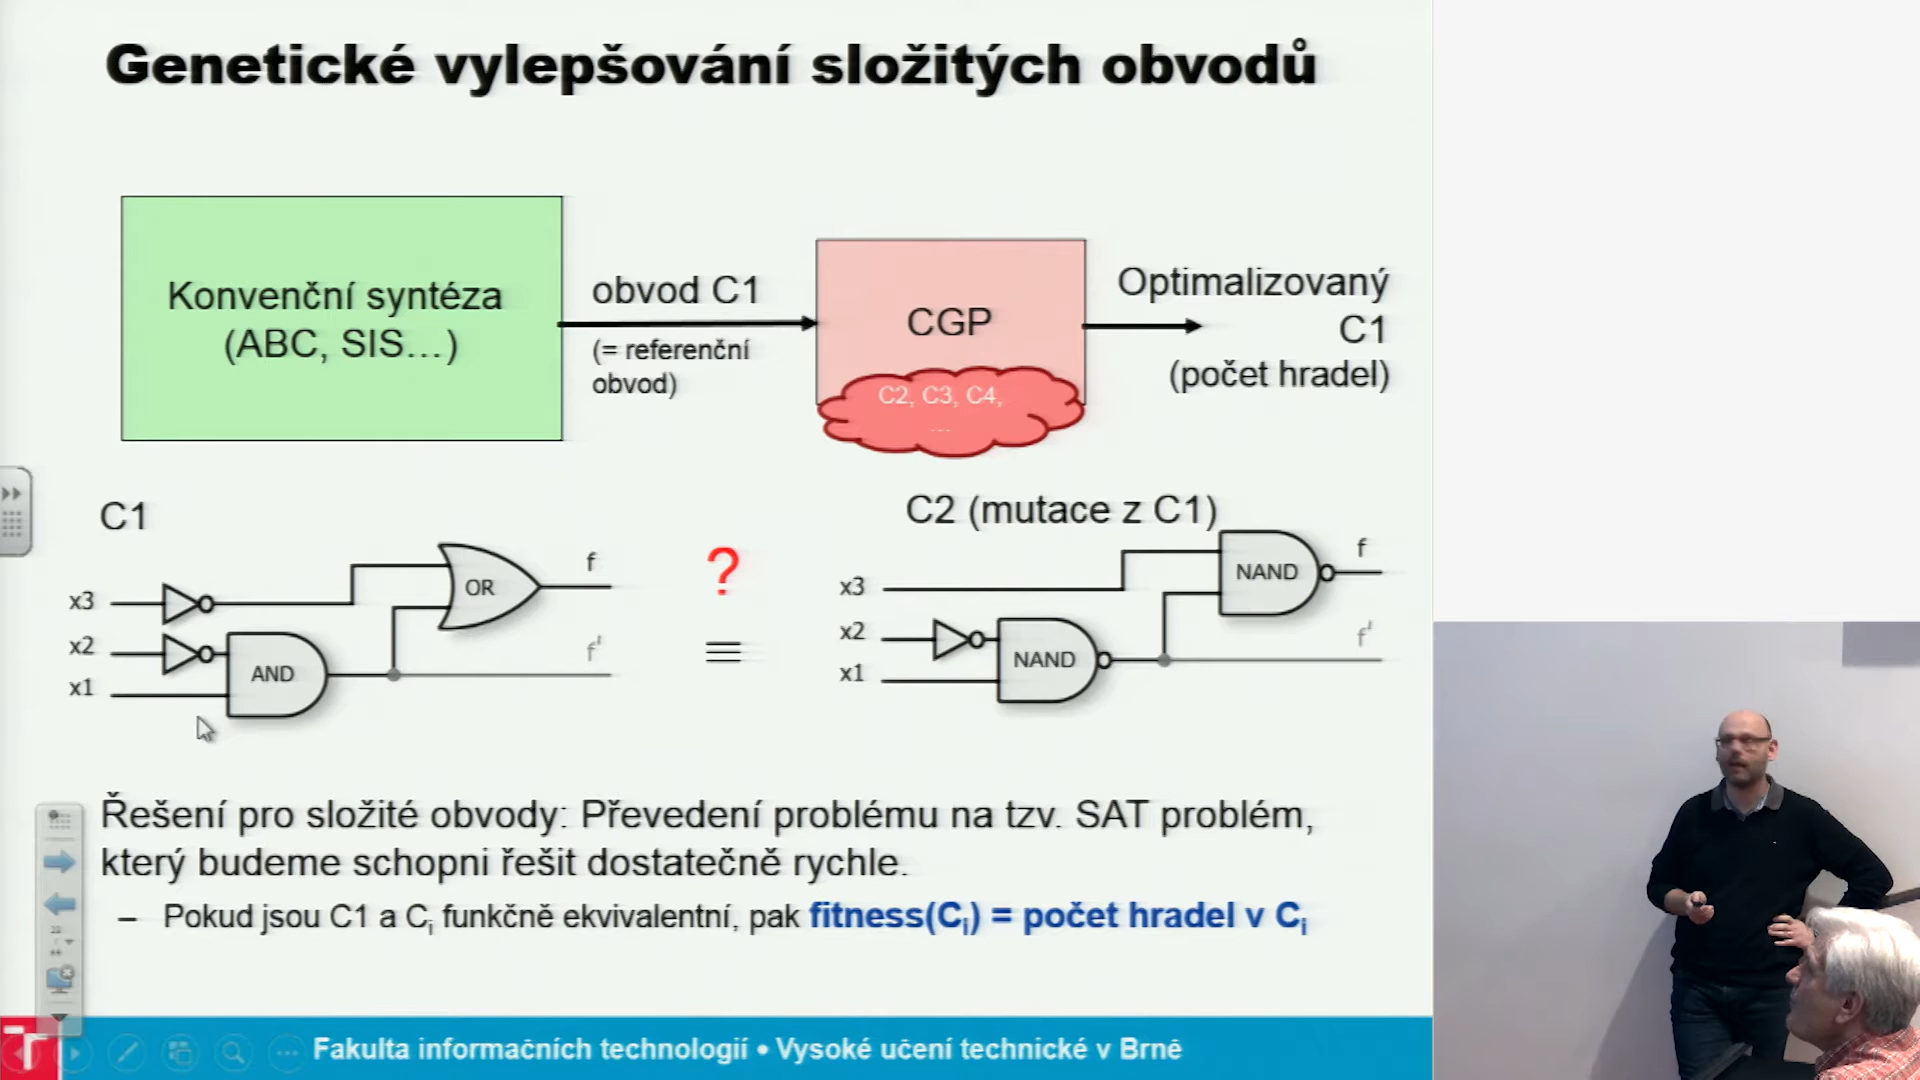 Genetické vylepšování složitých obvodů
Konvenční syntéza
(ABC, SIS...)
obvod C1
(= referenční
obvod)
CGP
C2, C3, C4,
...
Optimalizovaný
C1
(počet hradel)
C1
x3
x2
x1
AND
OR
f
f'
?
≡
C2 (mutace z C1)
x3
x2
x1
NAND
NAND
f
f'
Řešení pro složité obvody: Převedení problému na tzv. SAT problém,
který budeme schopni řešit dostatečně rychle.
– Pokud jsou C1 a Ci funkčně ekvivalentní, pak fitness(Ci) = počet hradel v Ci
Fakulta informačních technologií • Vysoké učení technické v Brně